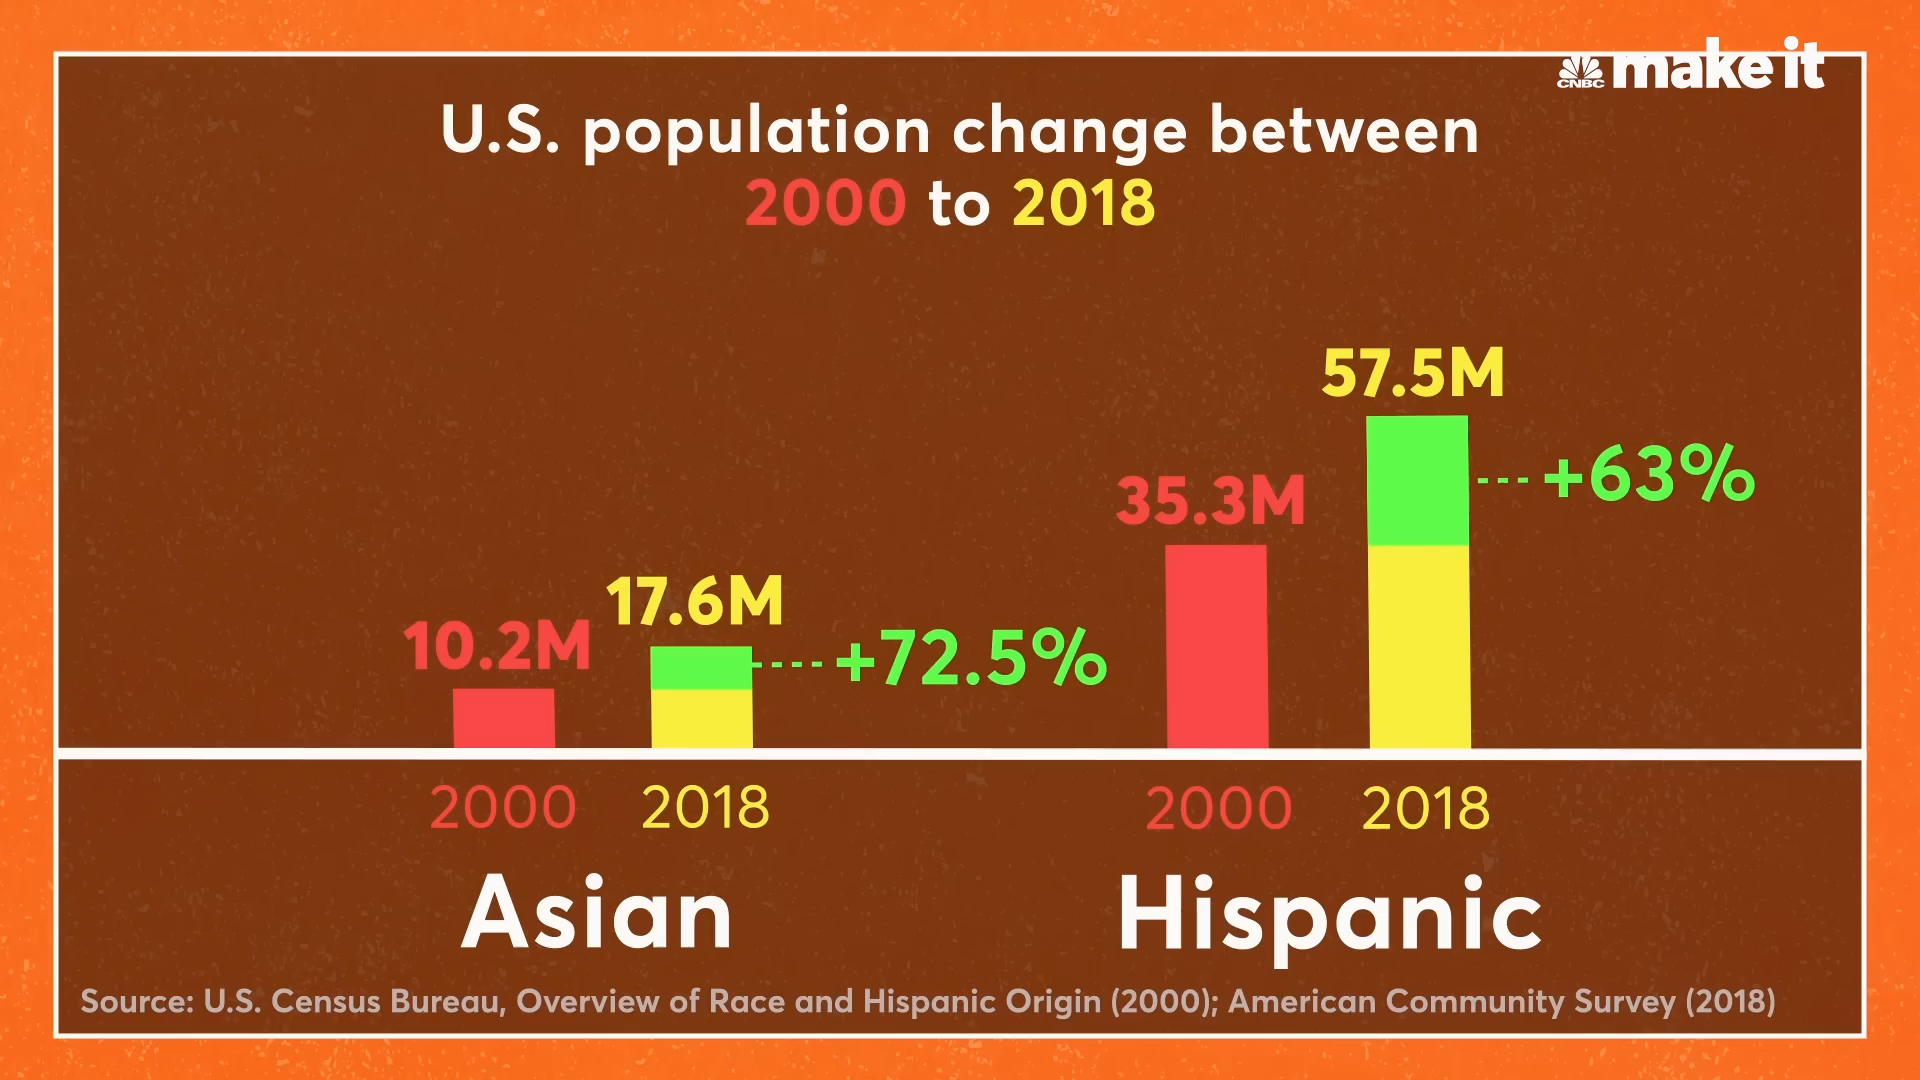 CNBC make it
U.S. population change between
2000 to 2018
57.5M
+63%
35.3M
17.6M
10.2M
+72.5%
2000 2018 2000 2018
Asian Hispanic
Source: U.S. Census Bureau, Overview of Race and Hispanic Origin (2000); American Community Survey (2018)